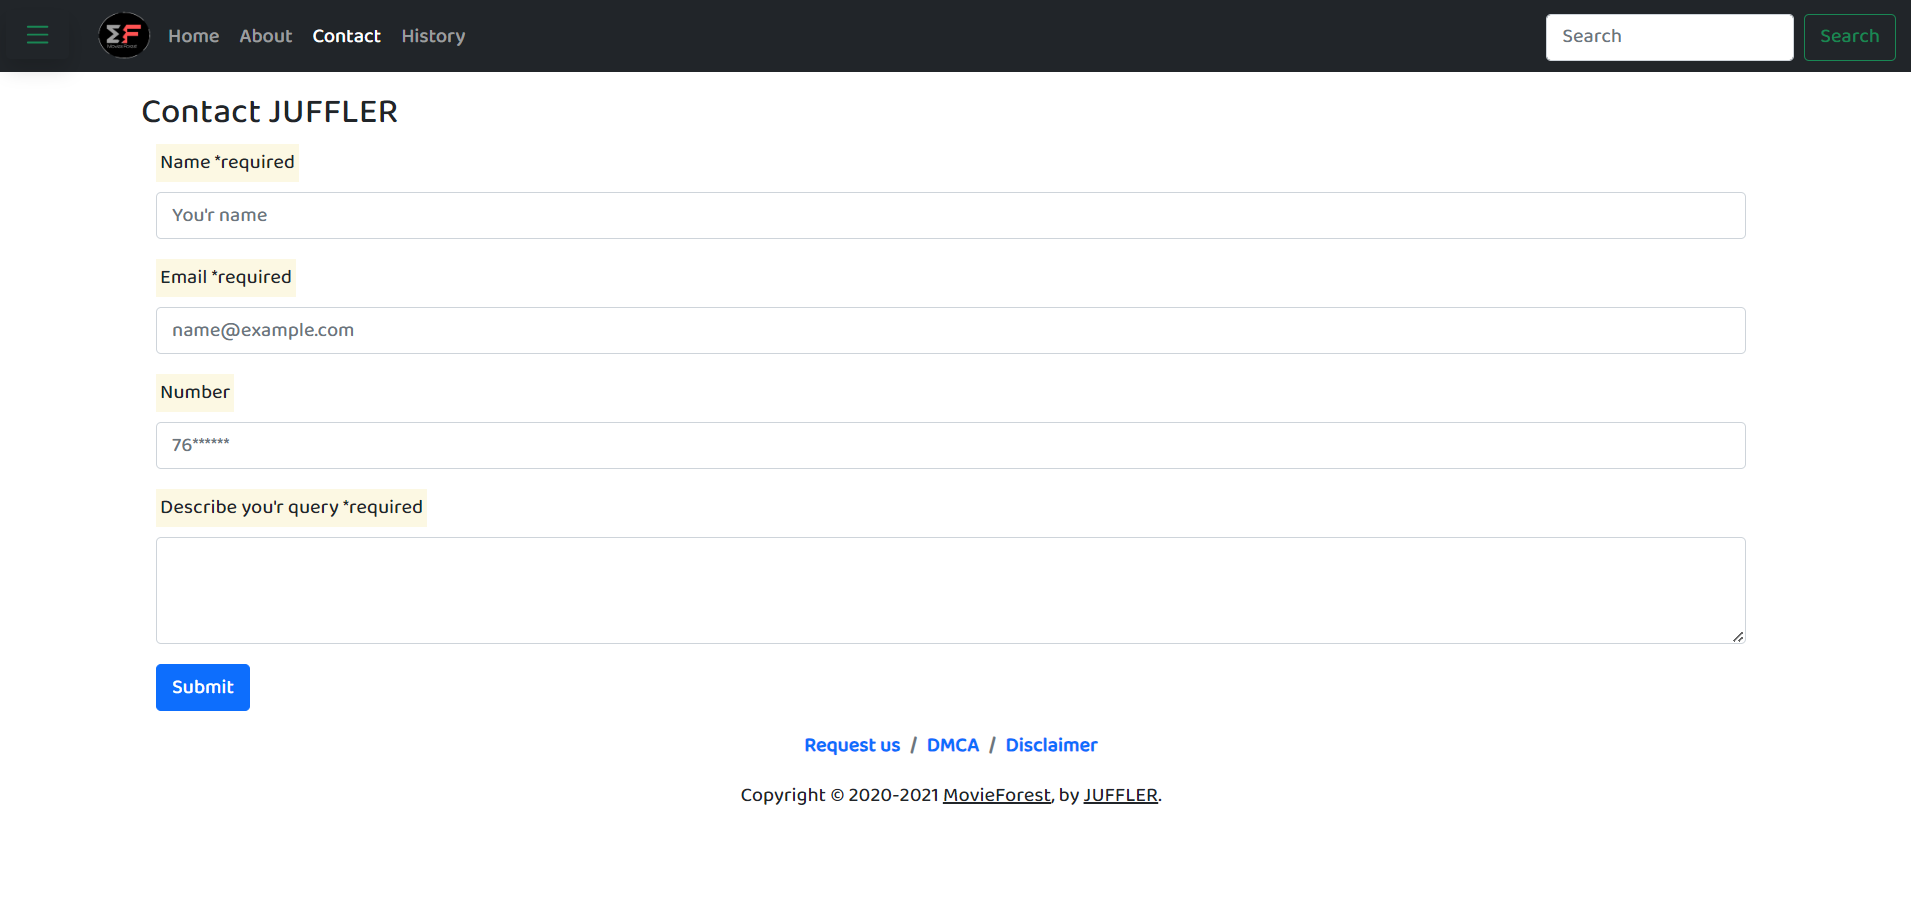 Home About Contact History Search Search
Contact JUFFLER
Name *required
You'r name
Email *required
name@example.com
Number
76******
Describe you'r query *required
Submit
Request us / DMCA / Disclaimer
Copyright © 2020-2021 MovieForest, by JUFFLER.